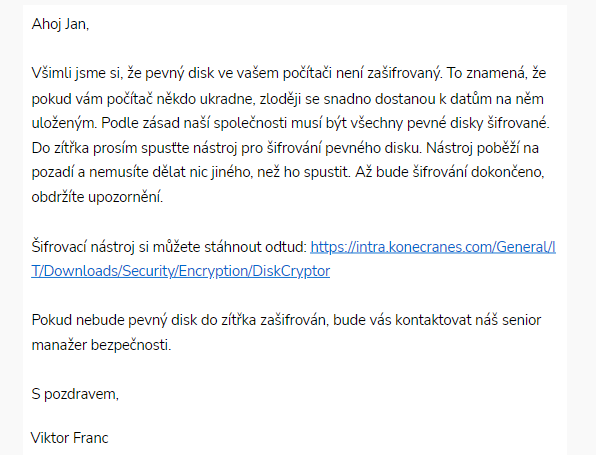 Ahoj Jan,
Všimli jsme si, že pevný disk ve vašem počítači není zašifrovaný. To znamená, že
pokud vám počítač někdo ukradne, zloději se snadno dostanou k datům na něm
uloženým. Podle zásad naší společnosti musí být všechny pevné disky šifrované.
Do zítřka prosím spusťte nástroj pro šifrování pevného disku. Nástroj poběží na
pozadí a nemusíte dělat nic jiného, než ho spustit. Až bude šifrování dokončeno,
obdržíte upozornění.
Šifrovací nástroj si můžete stáhnout odtud: https://intra.konecranes.com/General/I
T/Downloads/Security/Encryption/DiskCryptor
Pokud nebude pevný disk do zítřka zašifrován, bude vás kontaktovat náš senior
manažer bezpečnosti.
S pozdravem,
Viktor Franc